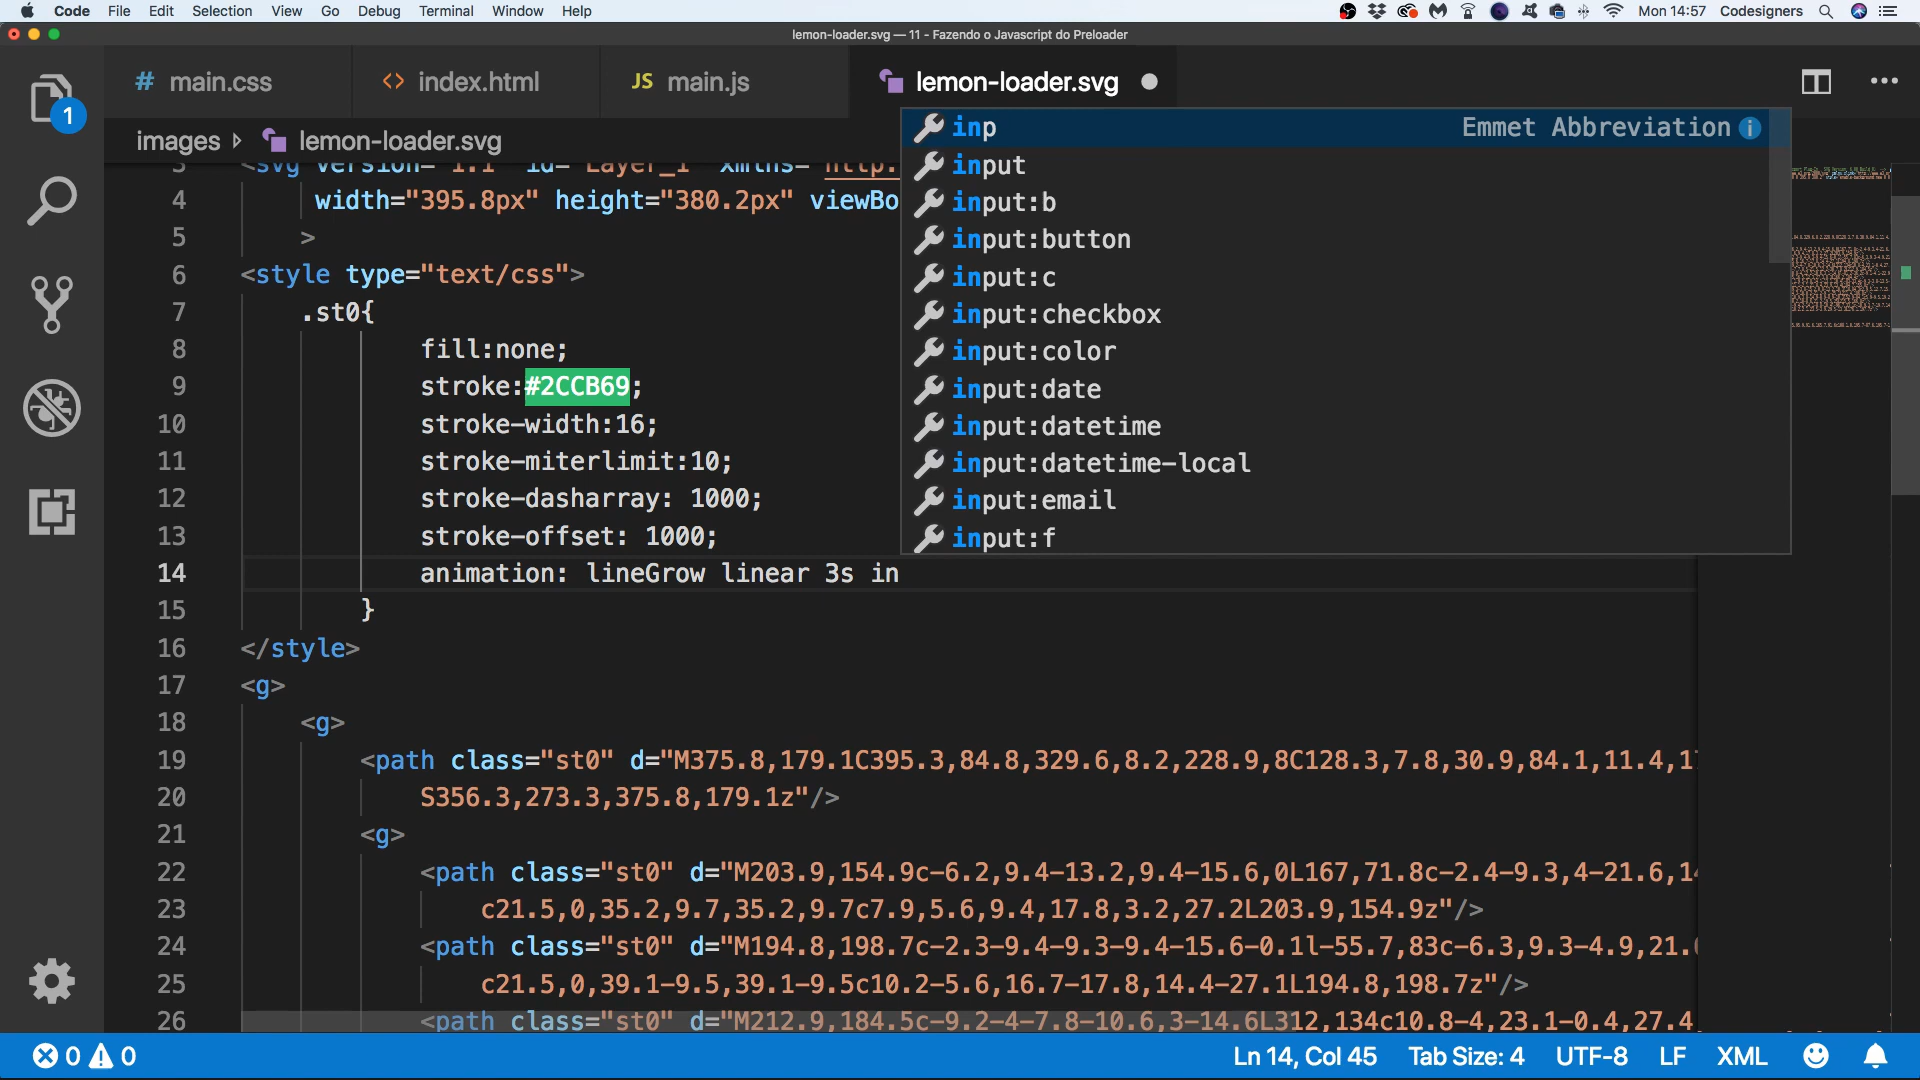 Code File Edit Selection View Go Debug Terminal Window Help Mon 14:57 Codesigners
lemon-loader.svg — 11 - Fazendo o Javascript do Preloader
# main.css <> index.html JS main.js lemon-loader.svg
1
images lemon-loader.svg
3 <svg version="1.1" id="Layer_1" xmlns="http:
4 width="395.8px" height="380.2px" viewBo
5 >
6 <style type="text/css">
7 .st0{
8 fill:none;
9 stroke:#2CCB69;
10 stroke-width:16;
11 stroke-miterlimit:10;
12 stroke-dasharray: 1000;
13 stroke-offset: 1000;
14 animation: lineGrow linear 3s in
15 }
16 </style>
17 <g>
18 <g>
19 <path class="st0" d="M375.8,179.1C395.3,84.8,329.6,8.2,228.9,8C128.3,7.8,30.9,84.1,11.4,17
20 S356.3,273.3,375.8,179.1z"/>
21 <g>
22 <path class="st0" d="M203.9,154.9c-6.2,9.4-13.2,9.4-15.6,0L167,71.8c-2.4-9.3,4-21.6,14
23 c21.5,0,35.2,9.7,35.2,9.7c7.9,5.6,9.4,17.8,3.2,27.2L203.9,154.9z"/>
24 <path class="st0" d="M194.8,198.7c-2.3-9.4-9.3-9.4-15.6-0.1l-55.7,83c-6.3,9.3-4.9,21.
25 c21.5,0,39.1-9.5,39.1-9.5c10.2-5.6,16.7-17.8,14.4-27.1L194.8,198.7z"/>
26 <path class="st0" d="M212.9,184.5c-9.2-4-7.8-10.6,3-14.6L312,134c10.8-4,23.1-0.4,27.4
inp Emmet Abbreviation
input
input:b
input:button
input:c
input:checkbox
input:color
input:date
input:datetime
input:datetime-local
input:email
input:f
0 0 Ln 14, Col 45 Tab Size: 4 UTF-8 LF XML